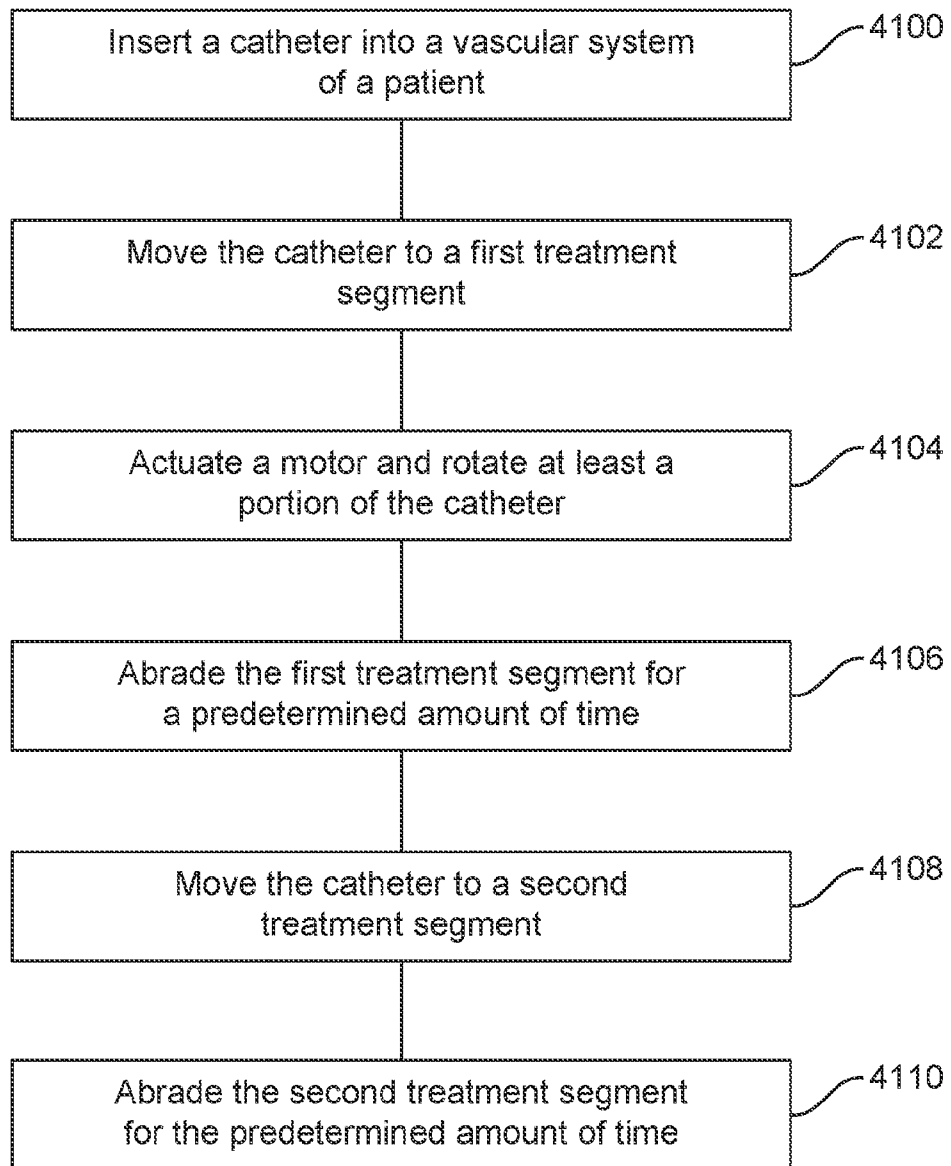 Insert a catheter into a vascular system
of a patient
4100
Move the catheter to a first treatment
segment
4102
Actuate a motor and rotate at least a
portion of the catheter
4104
Abrade the first treatment segment for
a predetermined amount of time
4106
Move the catheter to a second
treatment segment
4108
Abrade the second treatment segment
for the predetermined amount of time
4110